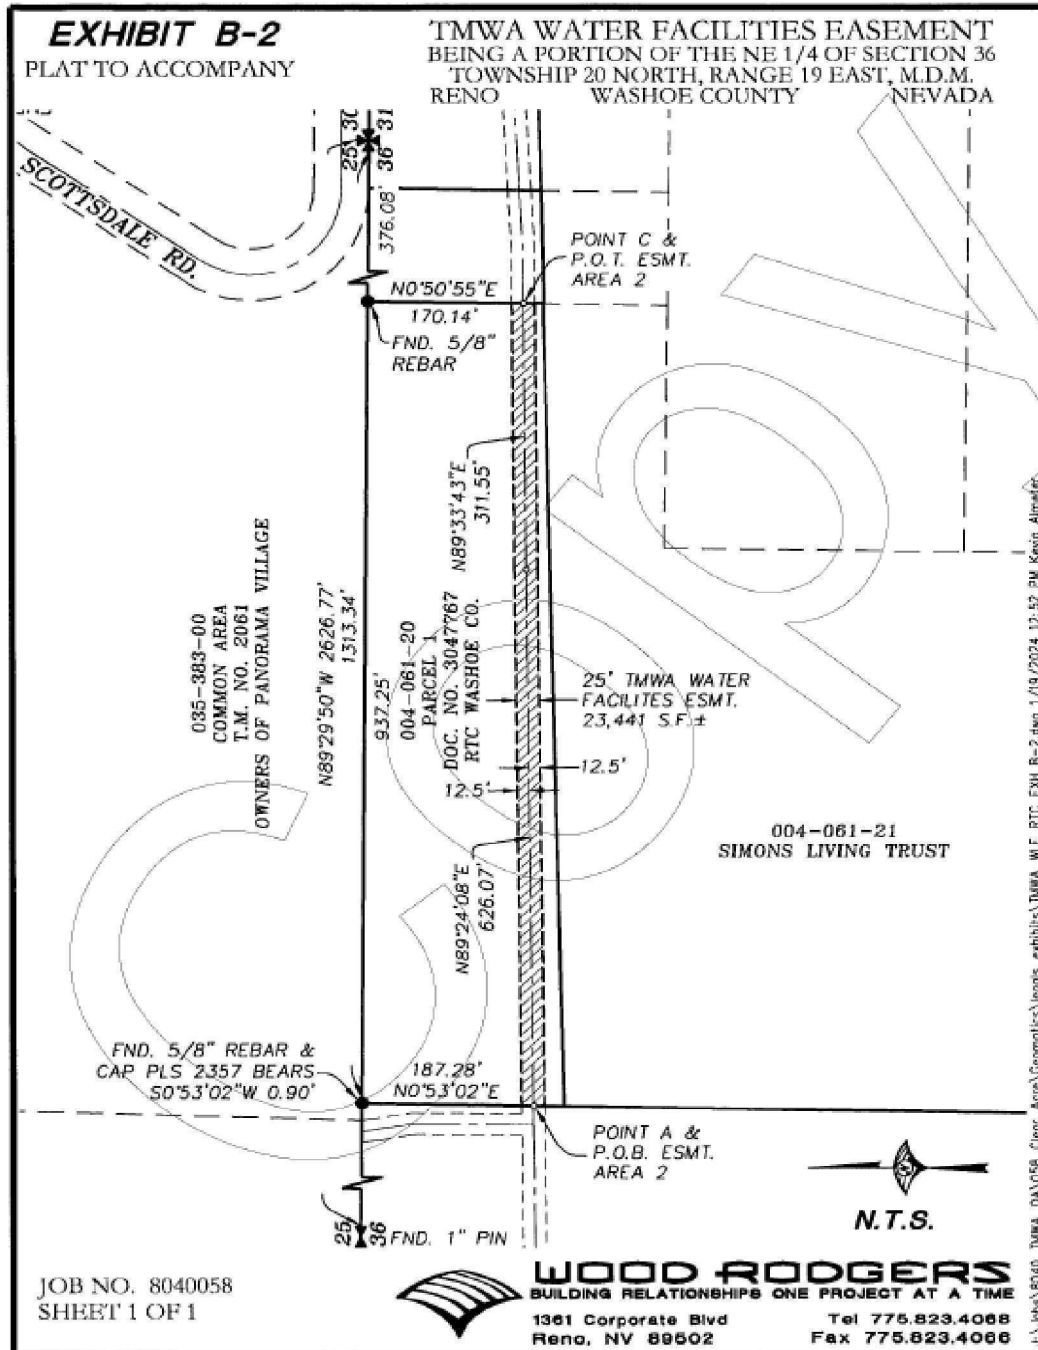 EXHIBIT B-2
PLAT TO ACCOMPANY
TMWA WATER FACILITIES EASEMENT
BEING A PORTION OF THE NE 1/4 OF SECTION 36
TOWNSHIP 20 NORTH, RANGE 19 EAST, M.D.M.
RENO WASHOE COUNTY NEVADA
25 30
36 31
SCOTTSDALE RD.
376.08'
POINT C &
P.O.T. ESMT.
AREA 2
N0°50'55"E
170.14'
FND. 5/8"
REBAR
N89°33'43"E
311.55'
035-383-00
COMMON AREA
T.M. NO. 2061
OWNERS OF PANORAMA VILLAGE
N89°29'50"W 2626.77'
1313.34'
937.25'
004-061-20
PARCEL 1
DOC. NO. 3047767
RTC WASHOE CO.
25' TMWA WATER
FACILITES ESMT.
23,441 S.F.±
12.5'
12.5'
004-061-21
SIMONS LIVING TRUST
N89°24'08"E
626.07'
FND. 5/8" REBAR &
CAP PLS 2357 BEARS
S0°53'02"W 0.90'
187.28'
N0°53'02"E
POINT A &
P.O.B. ESMT.
AREA 2
25
36
FND. 1" PIN
N.T.S.
JOB NO. 8040058
SHEET 1 OF 1
WOOD RODGERS
BUILDING RELATIONSHIPS ONE PROJECT AT A TIME
1361 Corporate Blvd Tel 775.823.4068
Reno, NV 89502 Fax 775.823.4066
Copy